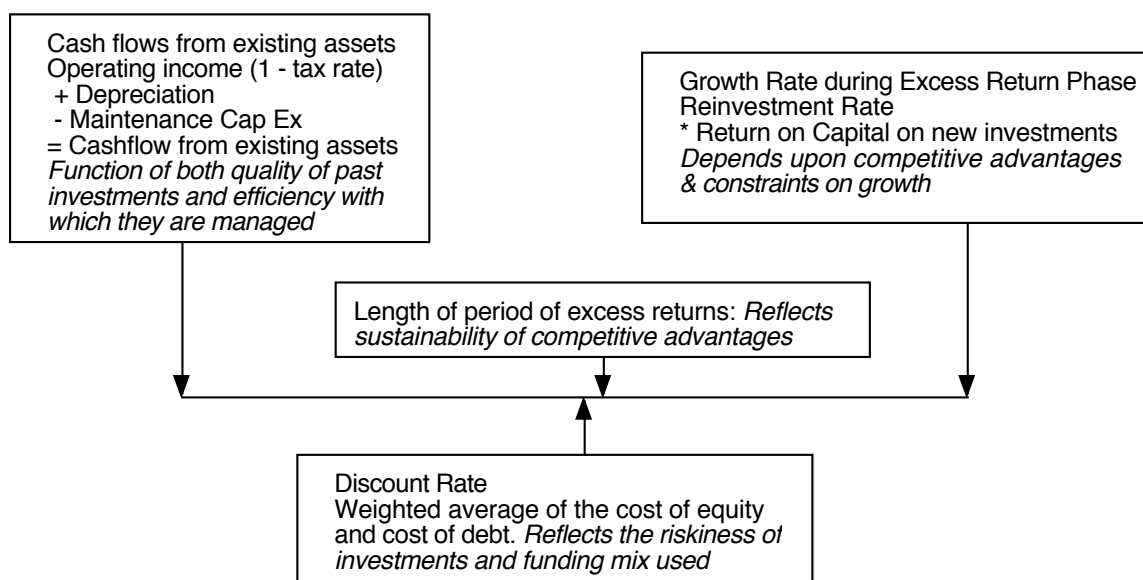 Cash flows from existing assets
Operating income (1 - tax rate)
+ Depreciation
- Maintenance Cap Ex
= Cashflow from existing assets
Function of both quality of past
investments and efficiency with
which they are managed
Growth Rate during Excess Return Phase
Reinvestment Rate
* Return on Capital on new investments
Depends upon competitive advantages
& constraints on growth
Length of period of excess returns: Reflects
sustainability of competitive advantages
Discount Rate
Weighted average of the cost of equity
and cost of debt. Reflects the riskiness of
investments and funding mix used